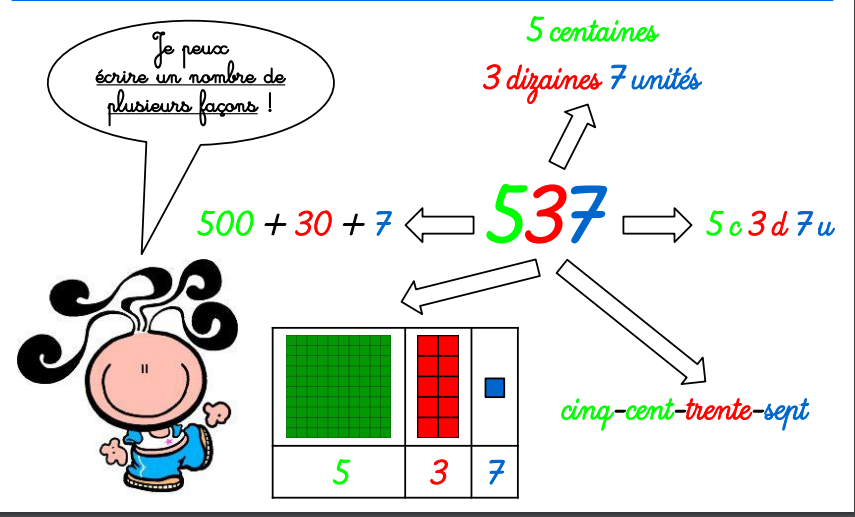 Je peux
écrire un nombre de
plusieurs façons !
5 centaines
3 dizaines 7 unités
500 + 30 + 7
537
5 c 3 d 7 u
cinq-cent-trente-sept
5 3 7